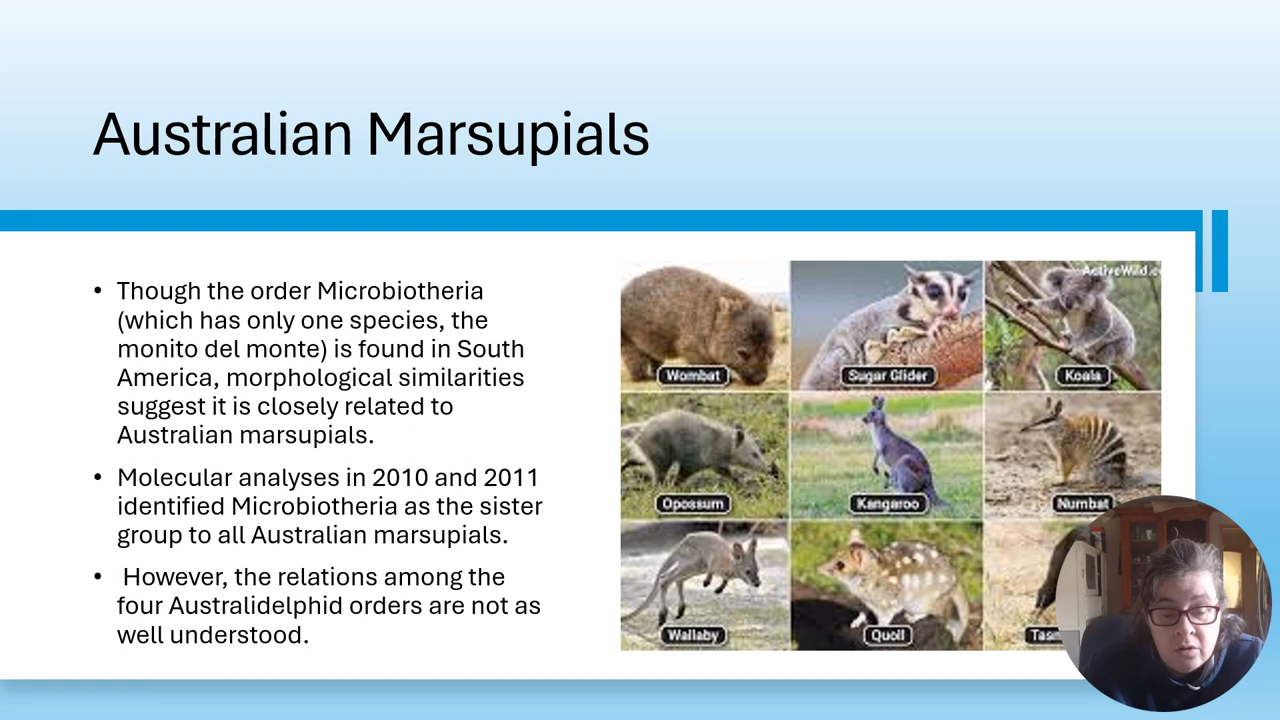 Australian Marsupials
• Though the order Microbiotheria
(which has only one species, the
monito del monte) is found in South
America, morphological similarities
suggest it is closely related to
Australian marsupials.
• Molecular analyses in 2010 and 2011
identified Microbiotheria as the sister
group to all Australian marsupials.
• However, the relations among the
four Australidelphid orders are not as
well understood.
ActiveWild.c
Wombat
Sugar Glider
Koala
Opossum
Kangaroo
Numbat
Wallaby
Quoll
Tasm